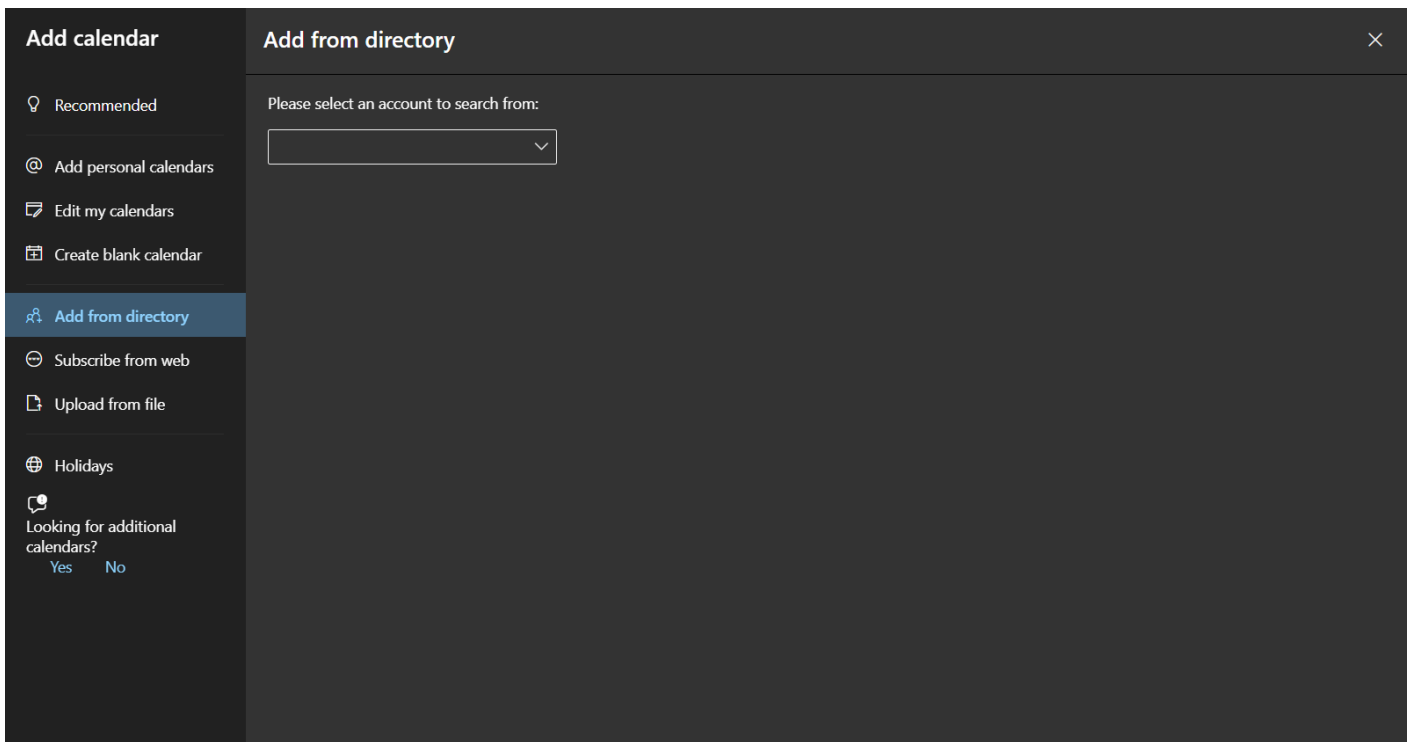 Add calendar
Recommended
Add personal calendars
Edit my calendars
Create blank calendar
Add from directory
Subscribe from web
Upload from file
Holidays
Looking for additional
calendars?
Yes No
Add from directory
Please select an account to search from: